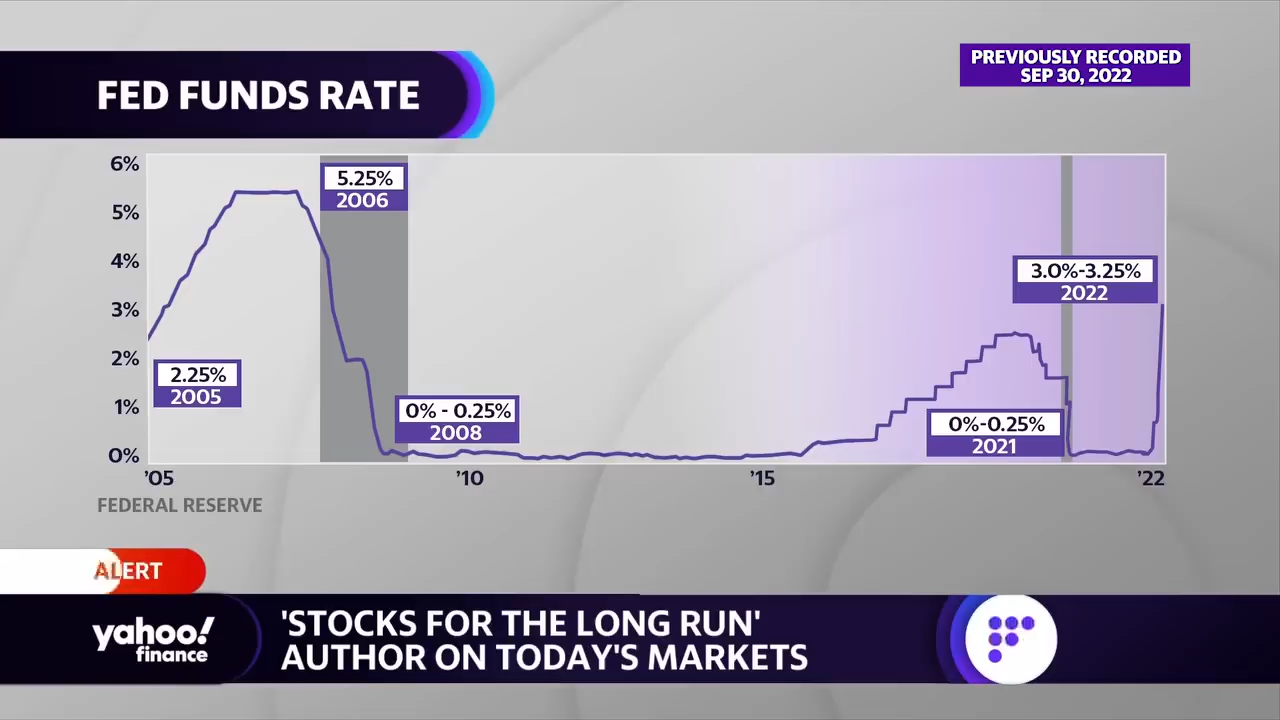 FED FUNDS RATE
PREVIOUSLY RECORDED
SEP 30, 2022
6%
5%
4%
3%
2%
1%
0%
5.25%
2006
3.0%-3.25%
2022
2.25%
2005
0% - 0.25%
2008
0%-0.25%
2021
'05
'10
'15
'22
FEDERAL RESERVE
ALERT
yahoo!
finance
'STOCKS FOR THE LONG RUN'
AUTHOR ON TODAY'S MARKETS